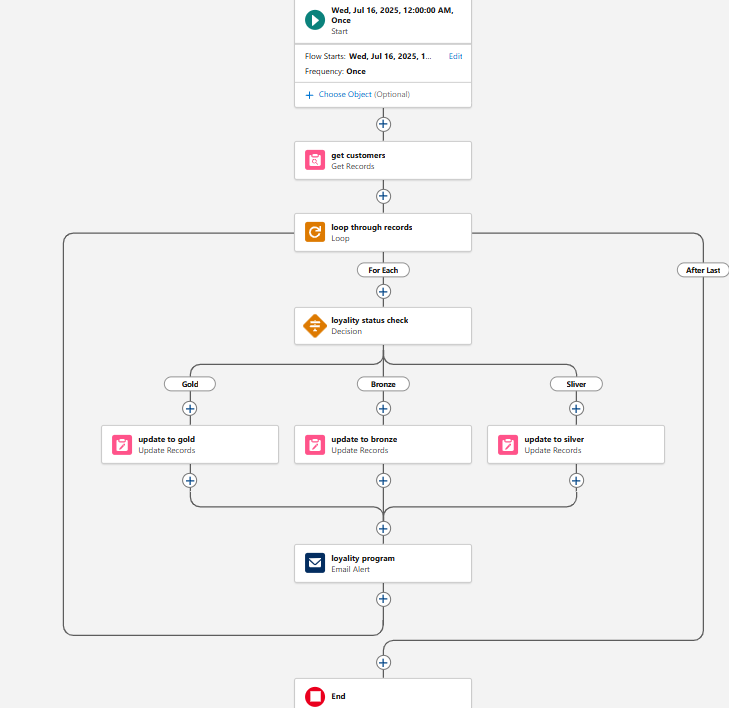 Wed, Jul 16, 2025, 12:00:00 AM,
Once
Start
Flow Starts: Wed, Jul 16, 2025, 1... Edit
Frequency: Once
Choose Object (Optional)
get customers
Get Records
loop through records
Loop
For Each
After Last
loyality status check
Decision
Gold
Bronze
Sliver
update to gold
Update Records
update to bronze
Update Records
update to silver
Update Records
loyality program
Email Alert
End